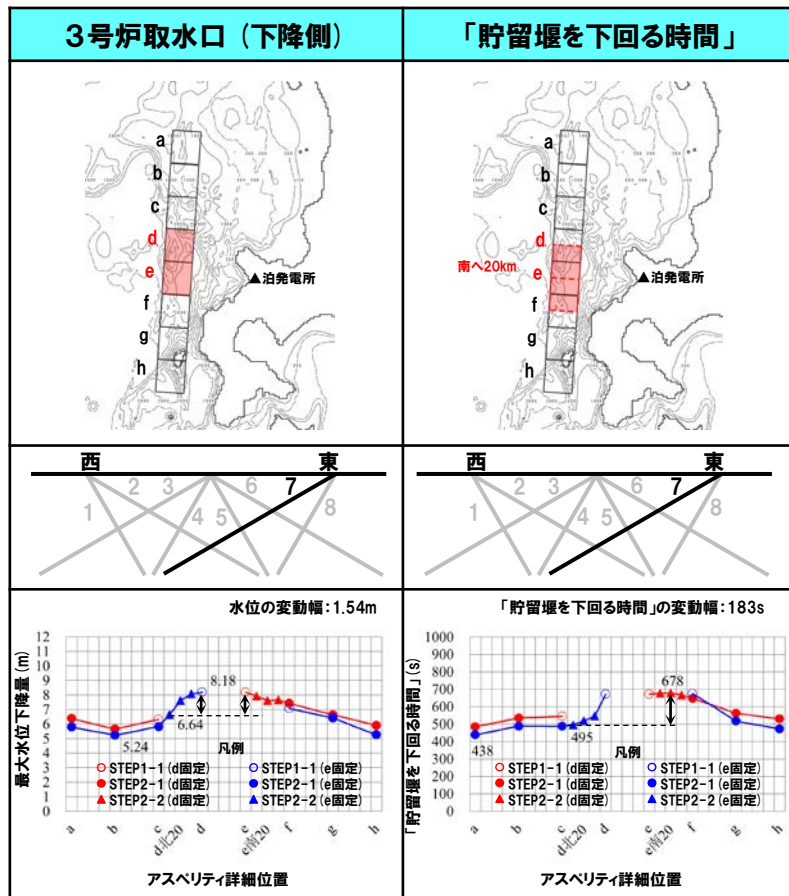 3号炉取水口（下降側）
「貯留堰を下回る時間」
a
b
c
d
e
f
g
h
▲泊発電所
a
b
c
d
南へ20km
e
f
g
h
▲泊発電所
西
東
1
2
3
4
5
6
7
8
西
東
1
2
3
4
5
6
7
8
水位の変動幅：1.54m
最大水位下降量(m)
12
11
10
9
8
7
6
5
4
3
2
1
0
8.18
6.64
5.24
凡例
STEP1-1(d固定)
STEP1-1(e固定)
STEP2-1(d固定)
STEP2-1(e固定)
STEP2-2(d固定)
STEP2-2(e固定)
a
b
c
d北20
d
e
e南20
f
g
h
アスペリティ詳細位置
「貯留堰を下回る時間」の変動幅：183s
「貯留堰を下回る時間」(s)
1000
900
800
700
600
500
400
300
200
100
0
678
495
438
凡例
STEP1-1(d固定)
STEP1-1(e固定)
STEP2-1(d固定)
STEP2-1(e固定)
STEP2-2(d固定)
STEP2-2(e固定)
a
b
c
d北20
d
e
e南20
f
g
h
アスペリティ詳細位置